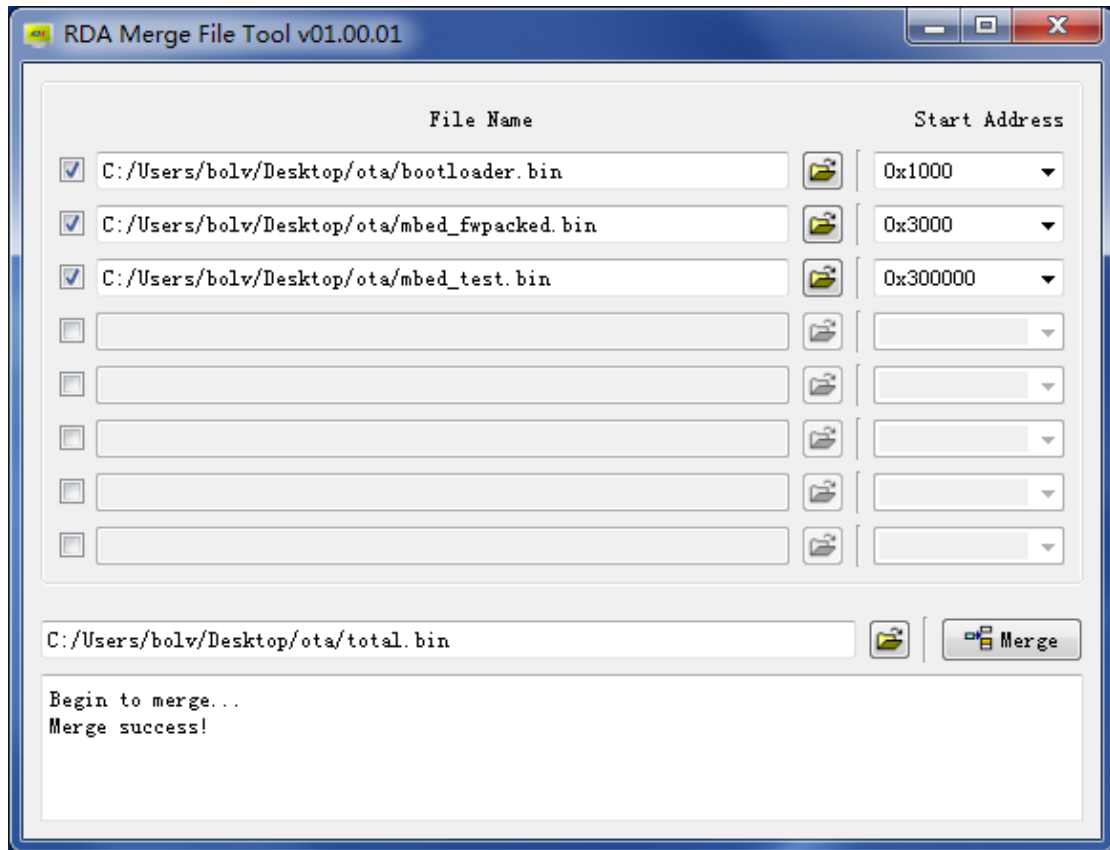 RDA Merge File Tool v01.00.01
File Name Start Address
C:/Users/bolv/Desktop/ota/bootloader.bin 0x1000
C:/Users/bolv/Desktop/ota/mbed_fwpacked.bin 0x3000
C:/Users/bolv/Desktop/ota/mbed_test.bin 0x300000
C:/Users/bolv/Desktop/ota/total.bin Merge
Begin to merge...
Merge success!